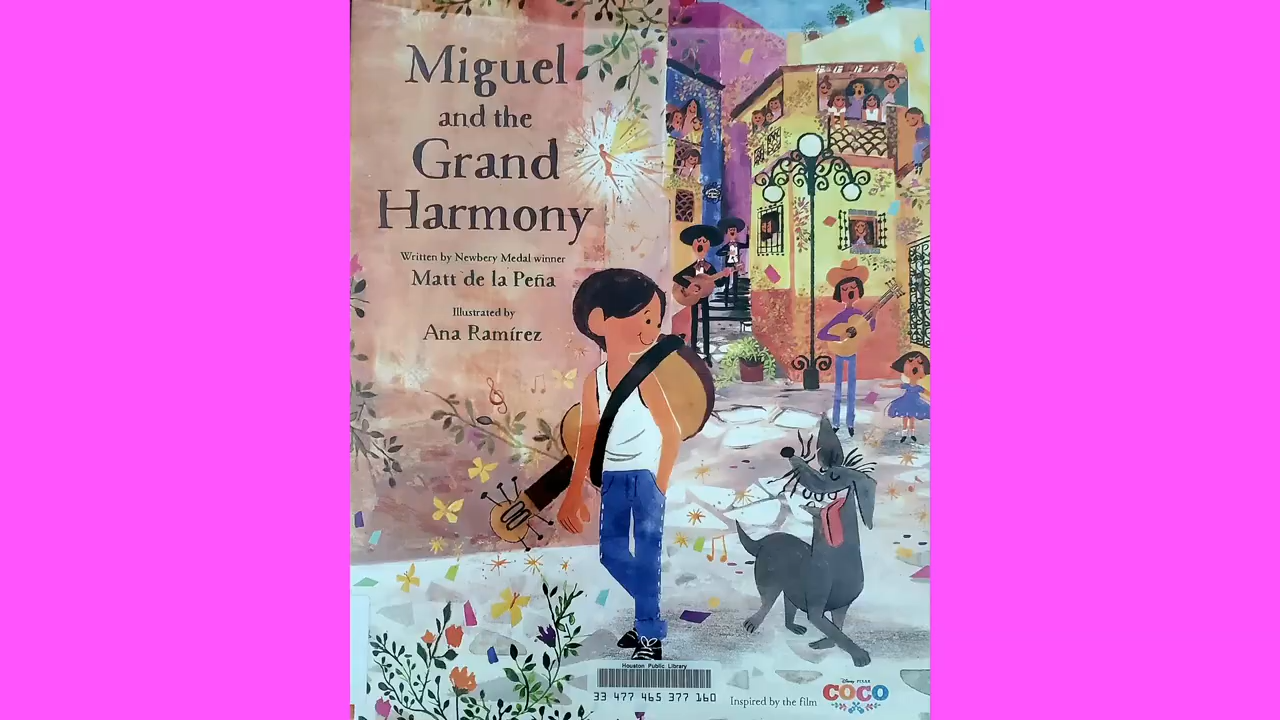 Miguel
and the
Grand
Harmony
Written by Newbery Medal winner
Matt de la Peña
Illustrated by
Ana Ramírez
Houston Public Library
33 477 465 377 160
Inspired by the film
Disney PIXAR
COCO